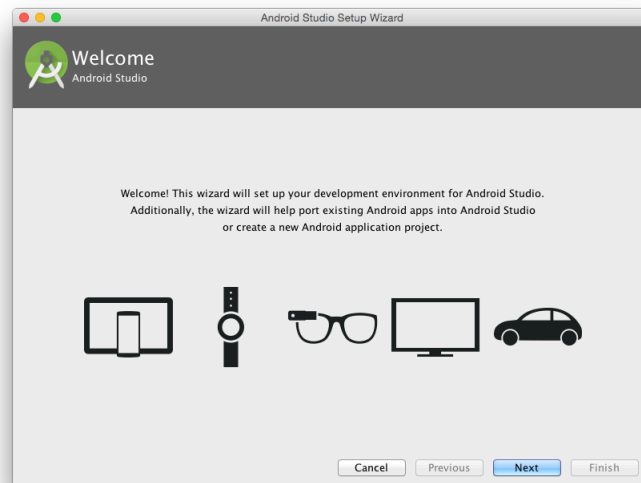 Android Studio Setup Wizard
Welcome
Android Studio
Welcome! This wizard will set up your development environment for Android Studio.
Additionally, the wizard will help port existing Android apps into Android Studio
or create a new Android application project.
Cancel Previous Next Finish